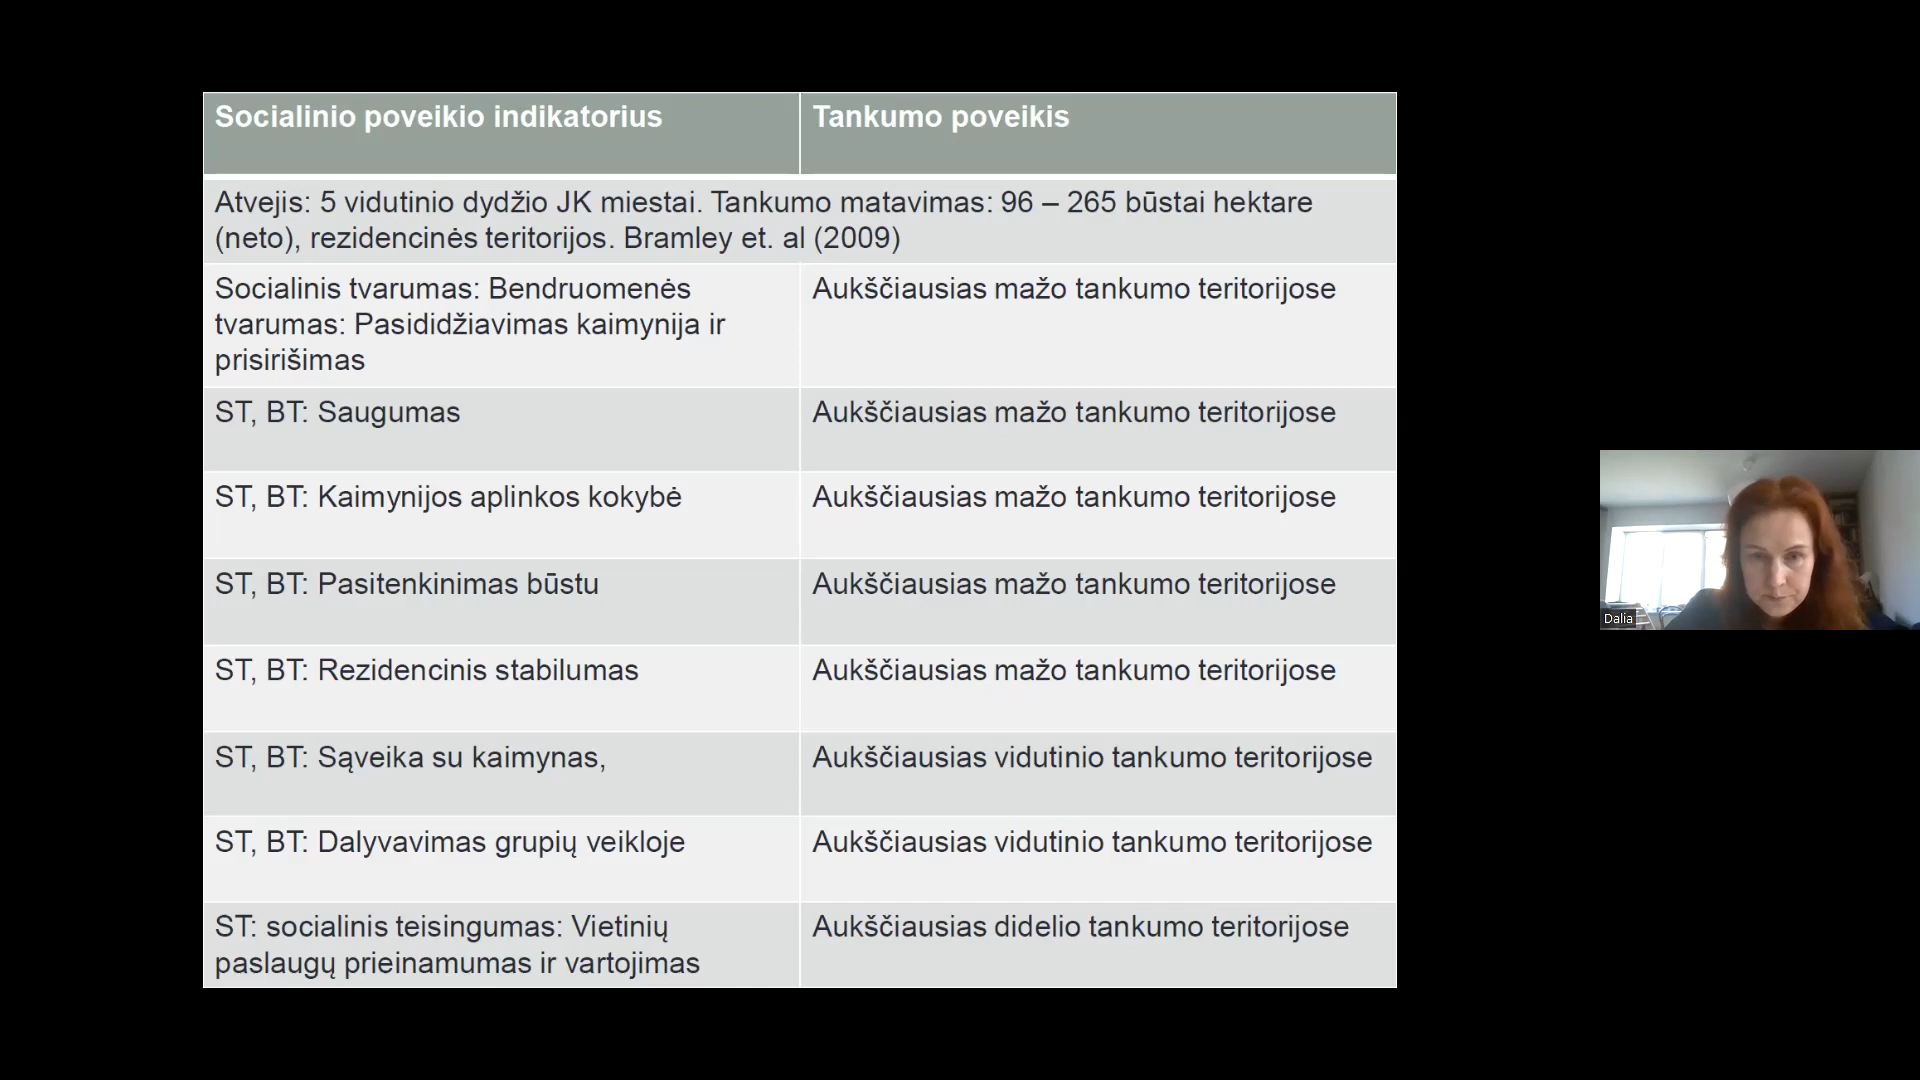 Socialinio poveikio indikatorius
Tankumo poveikis
Atvejis: 5 vidutinio dydžio JK miestai. Tankumo matavimas: 96 – 265 būstai hektare
(neto), rezidencinės teritorijos. Bramley et. al (2009)
Socialinis tvarumas: Bendruomenės
tvarumas: Pasididžiavimas kaimynija ir
prisirišimas
Aukščiausias mažo tankumo teritorijose
ST, BT: Saugumas
Aukščiausias mažo tankumo teritorijose
ST, BT: Kaimynijos aplinkos kokybė
Aukščiausias mažo tankumo teritorijose
ST, BT: Pasitenkinimas būstu
Aukščiausias mažo tankumo teritorijose
ST, BT: Rezidencinis stabilumas
Aukščiausias mažo tankumo teritorijose
ST, BT: Sąveika su kaimynas,
Aukščiausias vidutinio tankumo teritorijose
ST, BT: Dalyvavimas grupių veikloje
Aukščiausias vidutinio tankumo teritorijose
ST: socialinis teisingumas: Vietinių
paslaugų prieinamumas ir vartojimas
Aukščiausias didelio tankumo teritorijose
Dalia